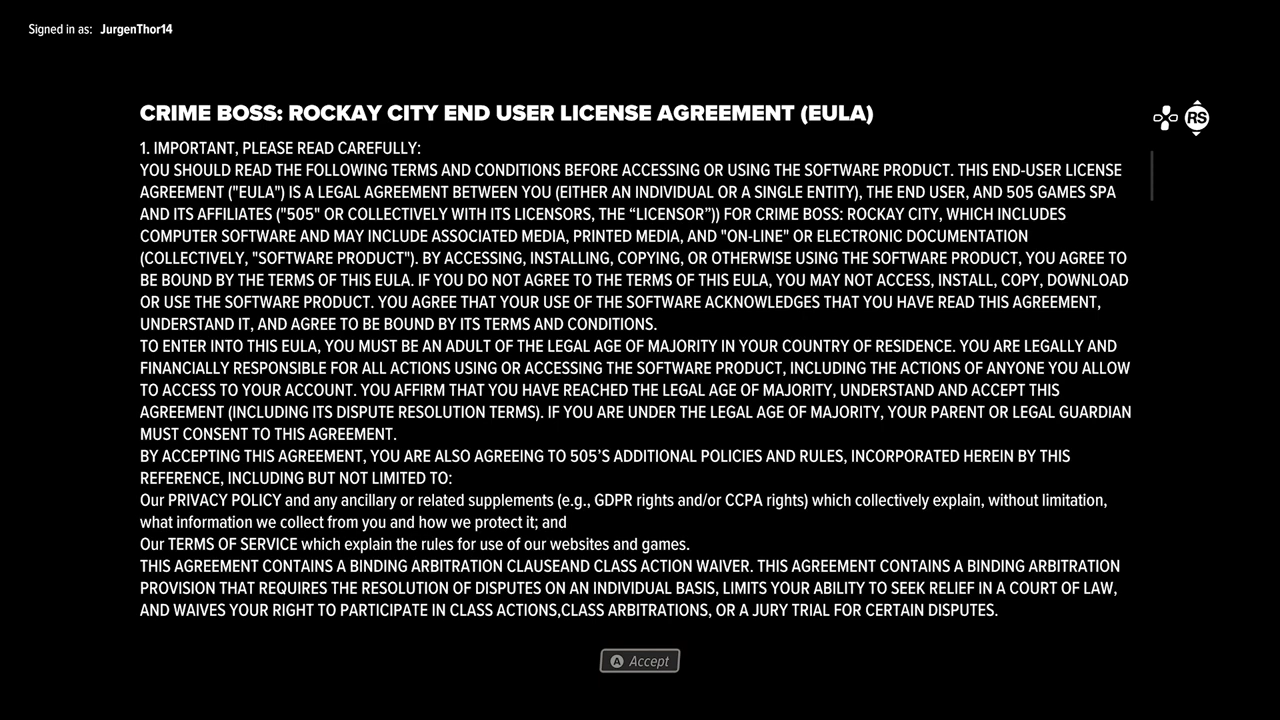 Signed in as: JurgenThor14
CRIME BOSS: ROCKAY CITY END USER LICENSE AGREEMENT (EULA)
RS
1. IMPORTANT, PLEASE READ CAREFULLY:
YOU SHOULD READ THE FOLLOWING TERMS AND CONDITIONS BEFORE ACCESSING OR USING THE SOFTWARE PRODUCT. THIS END-USER LICENSE
AGREEMENT ("EULA") IS A LEGAL AGREEMENT BETWEEN YOU (EITHER AN INDIVIDUAL OR A SINGLE ENTITY), THE END USER, AND 505 GAMES SPA
AND ITS AFFILIATES ("505" OR COLLECTIVELY WITH ITS LICENSORS, THE “LICENSOR”)) FOR CRIME BOSS: ROCKAY CITY, WHICH INCLUDES
COMPUTER SOFTWARE AND MAY INCLUDE ASSOCIATED MEDIA, PRINTED MEDIA, AND "ON-LINE" OR ELECTRONIC DOCUMENTATION
(COLLECTIVELY, "SOFTWARE PRODUCT"). BY ACCESSING, INSTALLING, COPYING, OR OTHERWISE USING THE SOFTWARE PRODUCT, YOU AGREE TO
BE BOUND BY THE TERMS OF THIS EULA. IF YOU DO NOT AGREE TO THE TERMS OF THIS EULA, YOU MAY NOT ACCESS, INSTALL, COPY, DOWNLOAD
OR USE THE SOFTWARE PRODUCT. YOU AGREE THAT YOUR USE OF THE SOFTWARE ACKNOWLEDGES THAT YOU HAVE READ THIS AGREEMENT,
UNDERSTAND IT, AND AGREE TO BE BOUND BY ITS TERMS AND CONDITIONS.
TO ENTER INTO THIS EULA, YOU MUST BE AN ADULT OF THE LEGAL AGE OF MAJORITY IN YOUR COUNTRY OF RESIDENCE. YOU ARE LEGALLY AND
FINANCIALLY RESPONSIBLE FOR ALL ACTIONS USING OR ACCESSING THE SOFTWARE PRODUCT, INCLUDING THE ACTIONS OF ANYONE YOU ALLOW
TO ACCESS TO YOUR ACCOUNT. YOU AFFIRM THAT YOU HAVE REACHED THE LEGAL AGE OF MAJORITY, UNDERSTAND AND ACCEPT THIS
AGREEMENT (INCLUDING ITS DISPUTE RESOLUTION TERMS). IF YOU ARE UNDER THE LEGAL AGE OF MAJORITY, YOUR PARENT OR LEGAL GUARDIAN
MUST CONSENT TO THIS AGREEMENT.
BY ACCEPTING THIS AGREEMENT, YOU ARE ALSO AGREEING TO 505’S ADDITIONAL POLICIES AND RULES, INCORPORATED HEREIN BY THIS
REFERENCE, INCLUDING BUT NOT LIMITED TO:
Our PRIVACY POLICY and any ancillary or related supplements (e.g., GDPR rights and/or CCPA rights) which collectively explain, without limitation,
what information we collect from you and how we protect it; and
Our TERMS OF SERVICE which explain the rules for use of our websites and games.
THIS AGREEMENT CONTAINS A BINDING ARBITRATION CLAUSEAND CLASS ACTION WAIVER. THIS AGREEMENT CONTAINS A BINDING ARBITRATION
PROVISION THAT REQUIRES THE RESOLUTION OF DISPUTES ON AN INDIVIDUAL BASIS, LIMITS YOUR ABILITY TO SEEK RELIEF IN A COURT OF LAW,
AND WAIVES YOUR RIGHT TO PARTICIPATE IN CLASS ACTIONS,CLASS ARBITRATIONS, OR A JURY TRIAL FOR CERTAIN DISPUTES.
A Accept